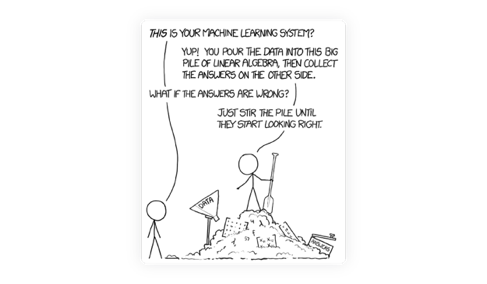 THIS IS YOUR MACHINE LEARNING SYSTEM?
YUP! YOU POUR THE DATA INTO THIS BIG
PILE OF LINEAR ALGEBRA, THEN COLLECT
THE ANSWERS ON THE OTHER SIDE.
WHAT IF THE ANSWERS ARE WRONG?
JUST STIR THE PILE UNTIL
THEY START LOOKING RIGHT.
DATA
ANSWERS